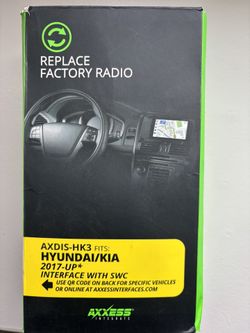 REPLACE
FACTORY RADIO
AXDIS-HK3 FITS:
HYUNDAI/KIA
2017-UP*
INTERFACE WITH SWC
USE QR CODE ON BACK FOR SPECIFIC VEHICLES
OR ONLINE AT AXXESSINTERFACES.COM
AXXESS
INTEGRATE